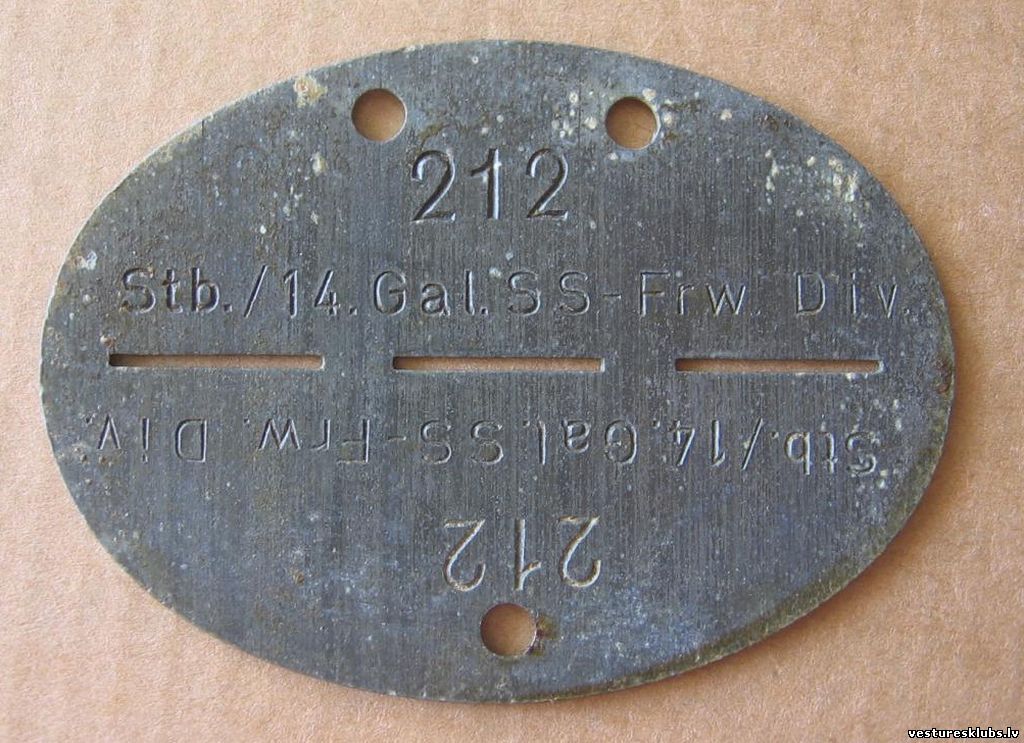 212
Stb./14.Gal.SS-Frw. Div.
Stb./14.Gal.SS-Frw. Div.
212
vesturesklubs.lv